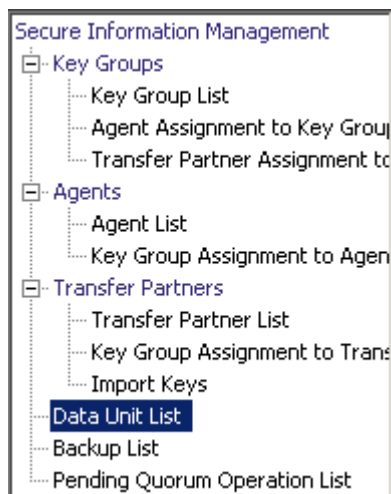 Secure Information Management
Key Groups
Key Group List
Agent Assignment to Key Grou
Transfer Partner Assignment to
Agents
Agent List
Key Group Assignment to Agen
Transfer Partners
Transfer Partner List
Key Group Assignment to Trans
Import Keys
Data Unit List
Backup List
Pending Quorum Operation List